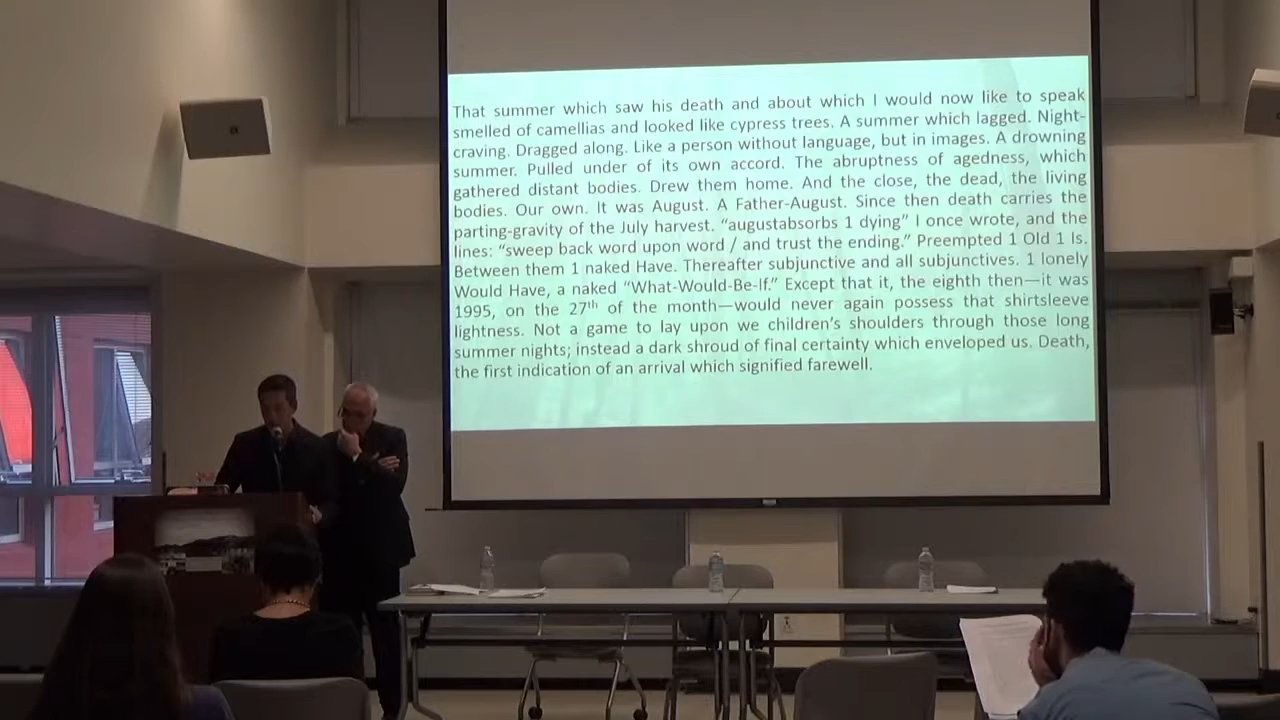 That summer which saw his death and about which I would now like to speak
smelled of camellias and looked like cypress trees. A summer which lagged. Night-
craving. Dragged along. Like a person without language, but in images. A drowning
summer. Pulled under of its own accord. The abruptness of agedness, which
gathered distant bodies. Drew them home. And the close, the dead, the living
bodies. Our own. It was August. A Father-August. Since then death carries the
parting-gravity of the July harvest. “augustabsorbs 1 dying” I once wrote, and the
lines: “sweep back word upon word / and trust the ending.” Preempted 1 Old 1 Is.
Between them 1 naked Have. Thereafter subjunctive and all subjunctives. 1 lonely
Would Have, a naked “What-Would-Be-If.” Except that it, the eighth then—it was
1995, on the 27th of the month—would never again possess that shirtsleeve
lightness. Not a game to lay upon we children’s shoulders through those long
summer nights; instead a dark shroud of final certainty which enveloped us. Death,
the first indication of an arrival which signified farewell.